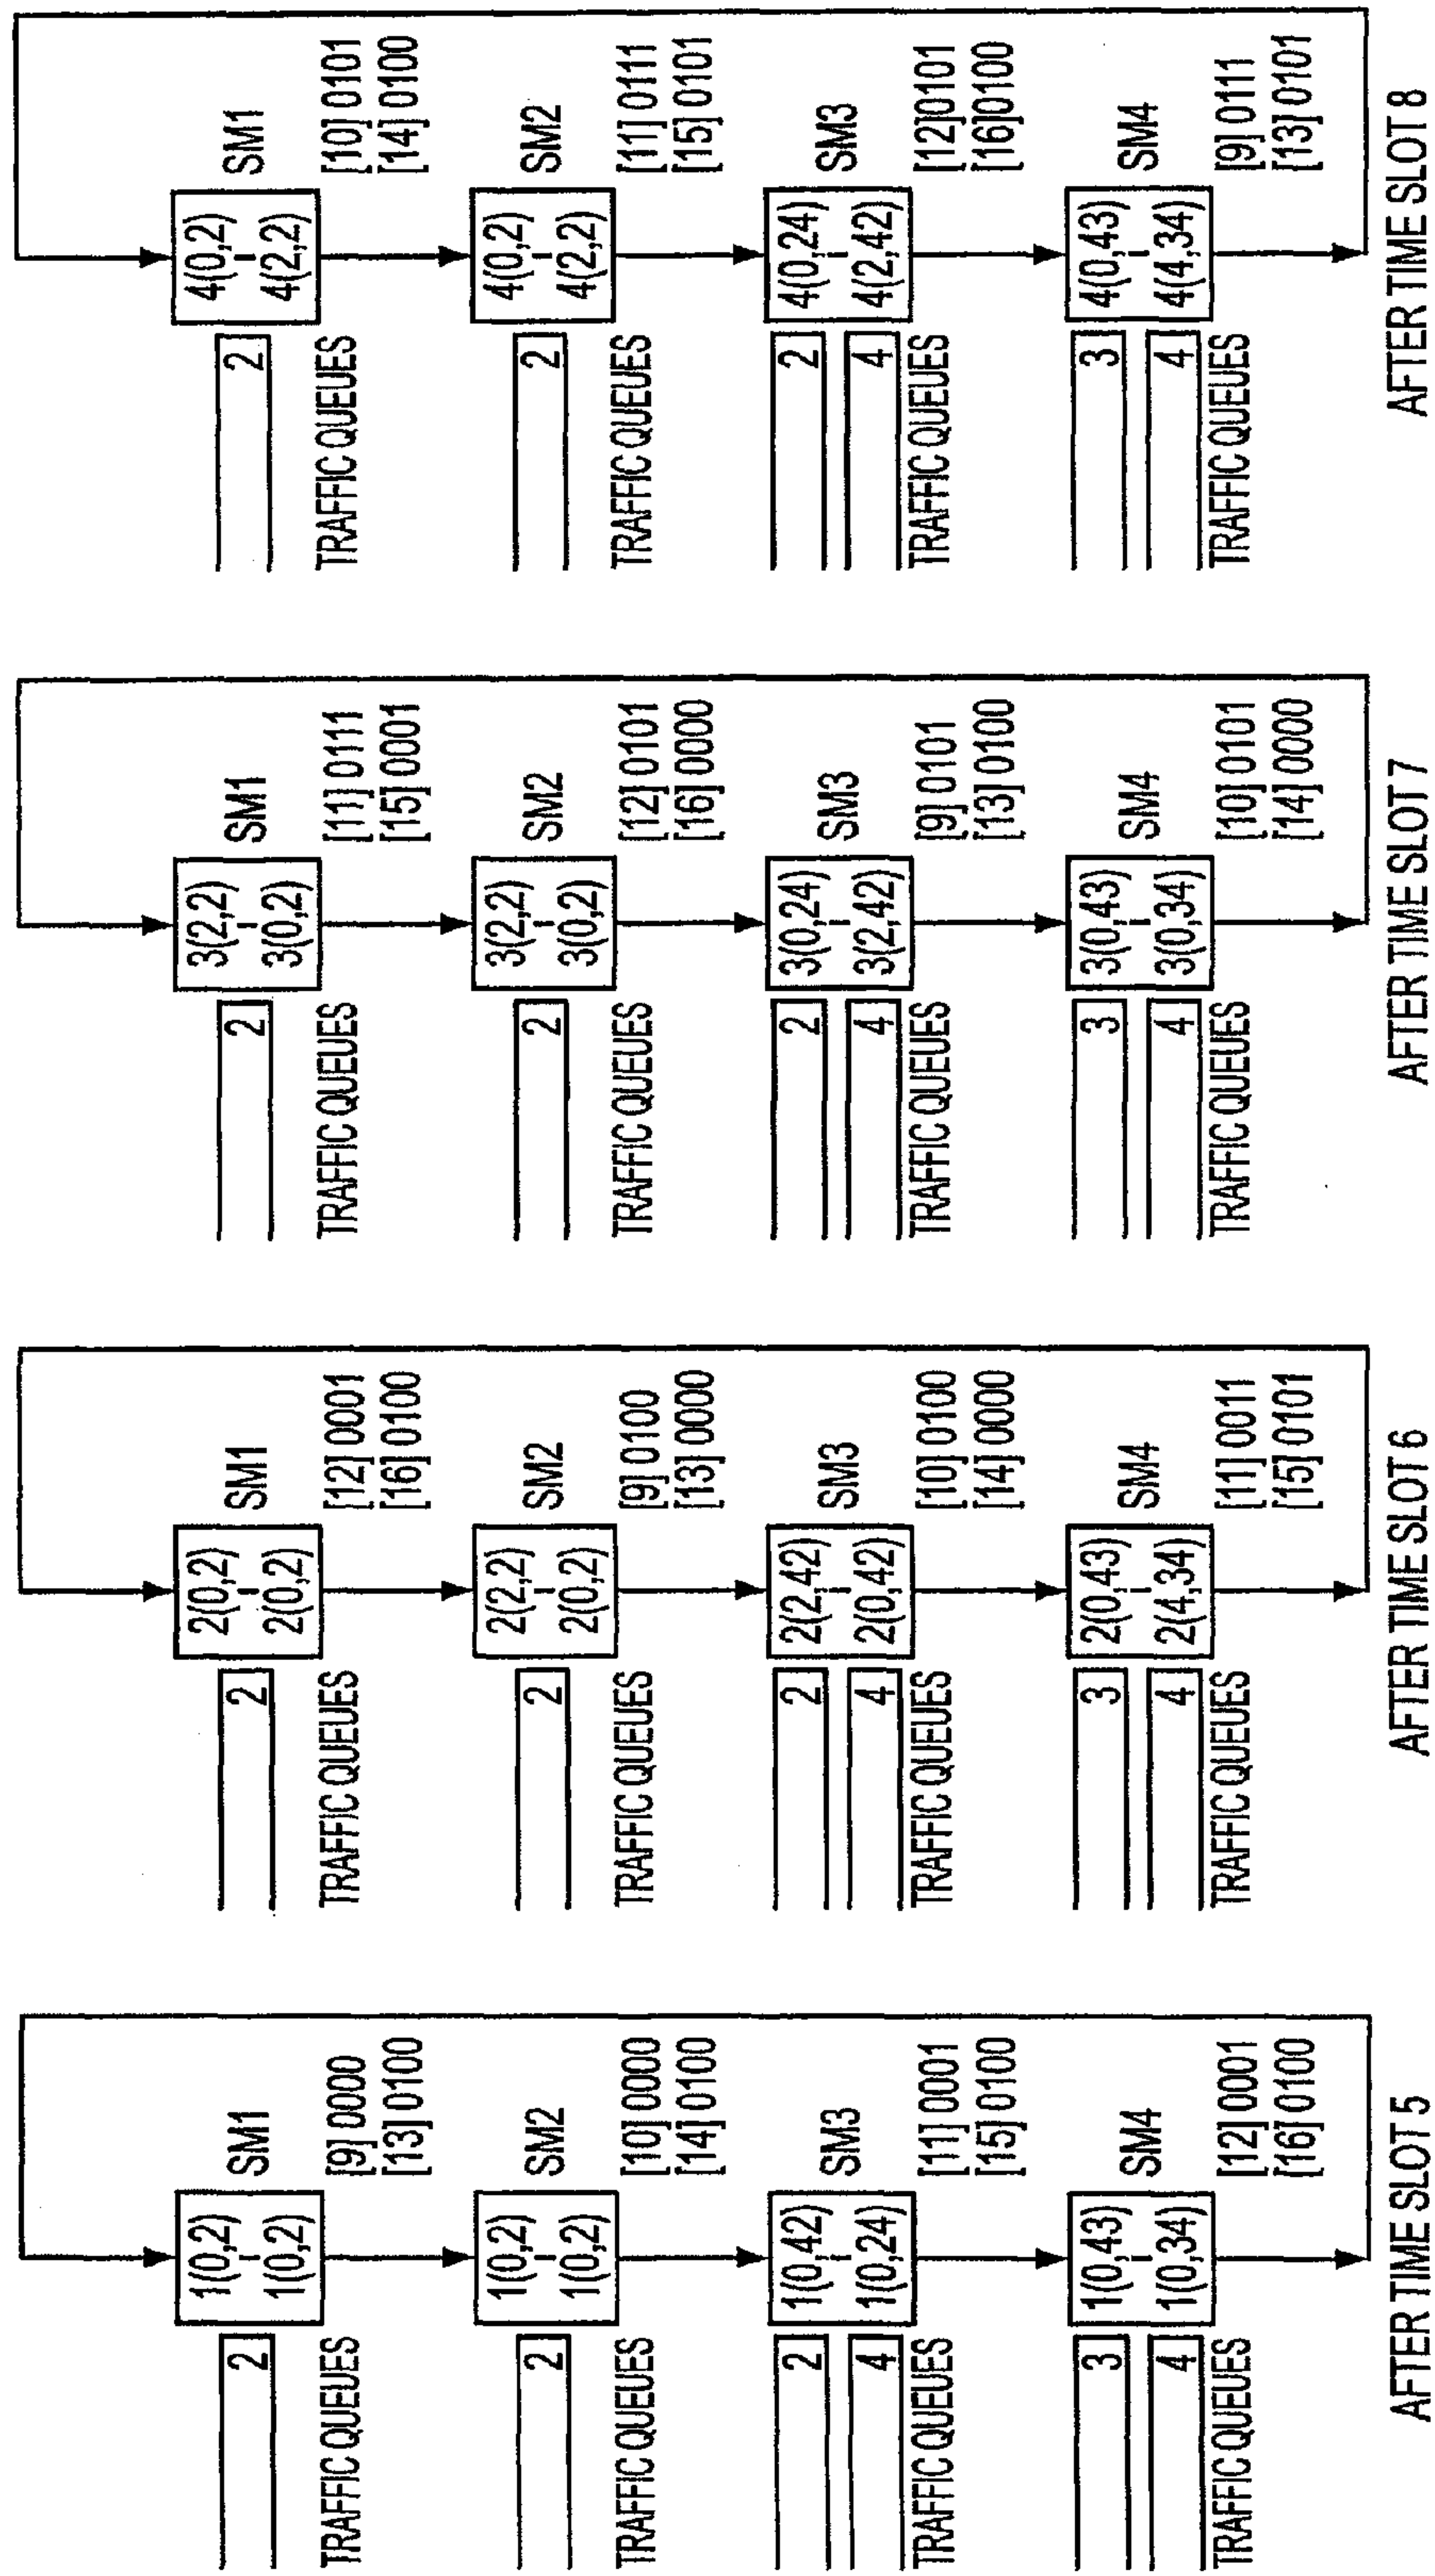 1(0,2)
2
SM1
1(0,2)
TRAFFIC QUEUES
[9] 0000
[13] 0100
1(0,2)
2
SM2
1(0,2)
TRAFFIC QUEUES
[10] 0000
[14] 0100
1(0,42)
2
SM3
1(0,24)
4
TRAFFIC QUEUES
[11] 0001
[15] 0100
1(0,43)
3
SM4
1(0,34)
4
TRAFFIC QUEUES
[12] 0001
[16] 0100
AFTER TIME SLOT 5
2(0,2)
2
SM1
2(0,2)
TRAFFIC QUEUES
[12] 0001
[16] 0100
2(2,2)
2
SM2
2(0,2)
TRAFFIC QUEUES
[9] 0100
[13] 0000
2(2,42)
2
SM3
2(0,42)
4
TRAFFIC QUEUES
[10] 0100
[14] 0000
2(0,43)
3
SM4
2(4,34)
4
TRAFFIC QUEUES
[11] 0011
[15] 0101
AFTER TIME SLOT 6
3(2,2)
2
SM1
3(0,2)
TRAFFIC QUEUES
[11] 0111
[15] 0001
3(2,2)
2
SM2
3(0,2)
TRAFFIC QUEUES
[12] 0101
[16] 0000
3(0,24)
2
SM3
3(2,42)
4
TRAFFIC QUEUES
[9] 0101
[13] 0100
3(0,43)
3
SM4
3(0,34)
4
TRAFFIC QUEUES
[10] 0101
[14] 0000
AFTER TIME SLOT 7
4(0,2)
2
SM1
4(2,2)
TRAFFIC QUEUES
[10] 0101
[14] 0100
4(0,2)
2
SM2
4(2,2)
TRAFFIC QUEUES
[11] 0111
[15] 0101
4(0,24)
2
SM3
4(2,42)
4
TRAFFIC QUEUES
[12]0101
[16]0100
4(0,43)
3
SM4
4(4,34)
4
TRAFFIC QUEUES
[9] 0111
[13] 0101
AFTER TIME SLOT 8